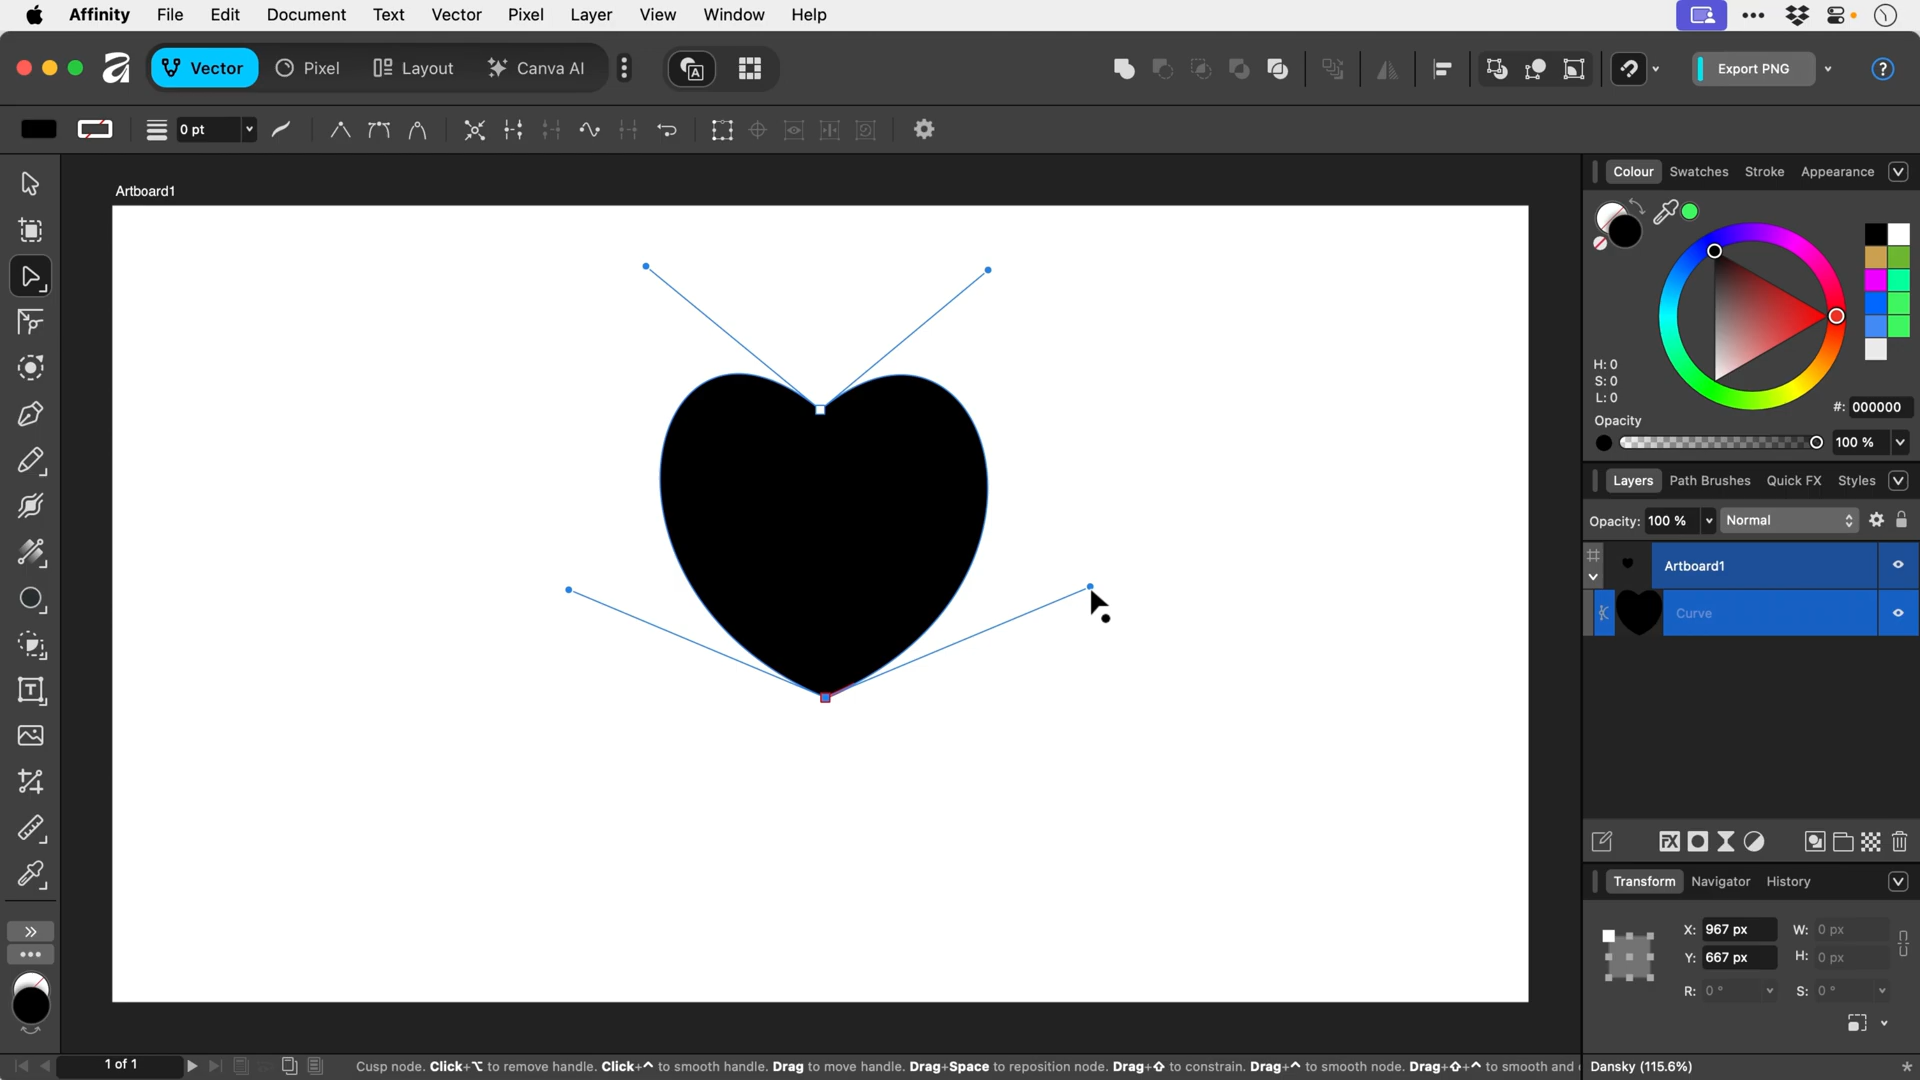 Affinity File Edit Document Text Vector Pixel Layer View Window Help
Vector Pixel Layout Canva AI Export PNG ?
0 pt
Artboard1
Colour Swatches Stroke Appearance
H: 0
S: 0
L: 0
#: 000000
Opacity
100 %
Layers Path Brushes Quick FX Styles
Opacity: 100 % Normal
Artboard1
Curve
FX
Transform Navigator History
X: 967 px W: 0 px
Y: 667 px H: 0 px
R: 0 ° S: 0 °
1 of 1 Cusp node. Click+⌥ to remove handle. Click+^ to smooth handle. Drag to move handle. Drag+Space to reposition node. Drag+⇧ to constrain. Drag+^ to smooth node. Drag+⇧+^ to smooth and Dansky (115.6%) *